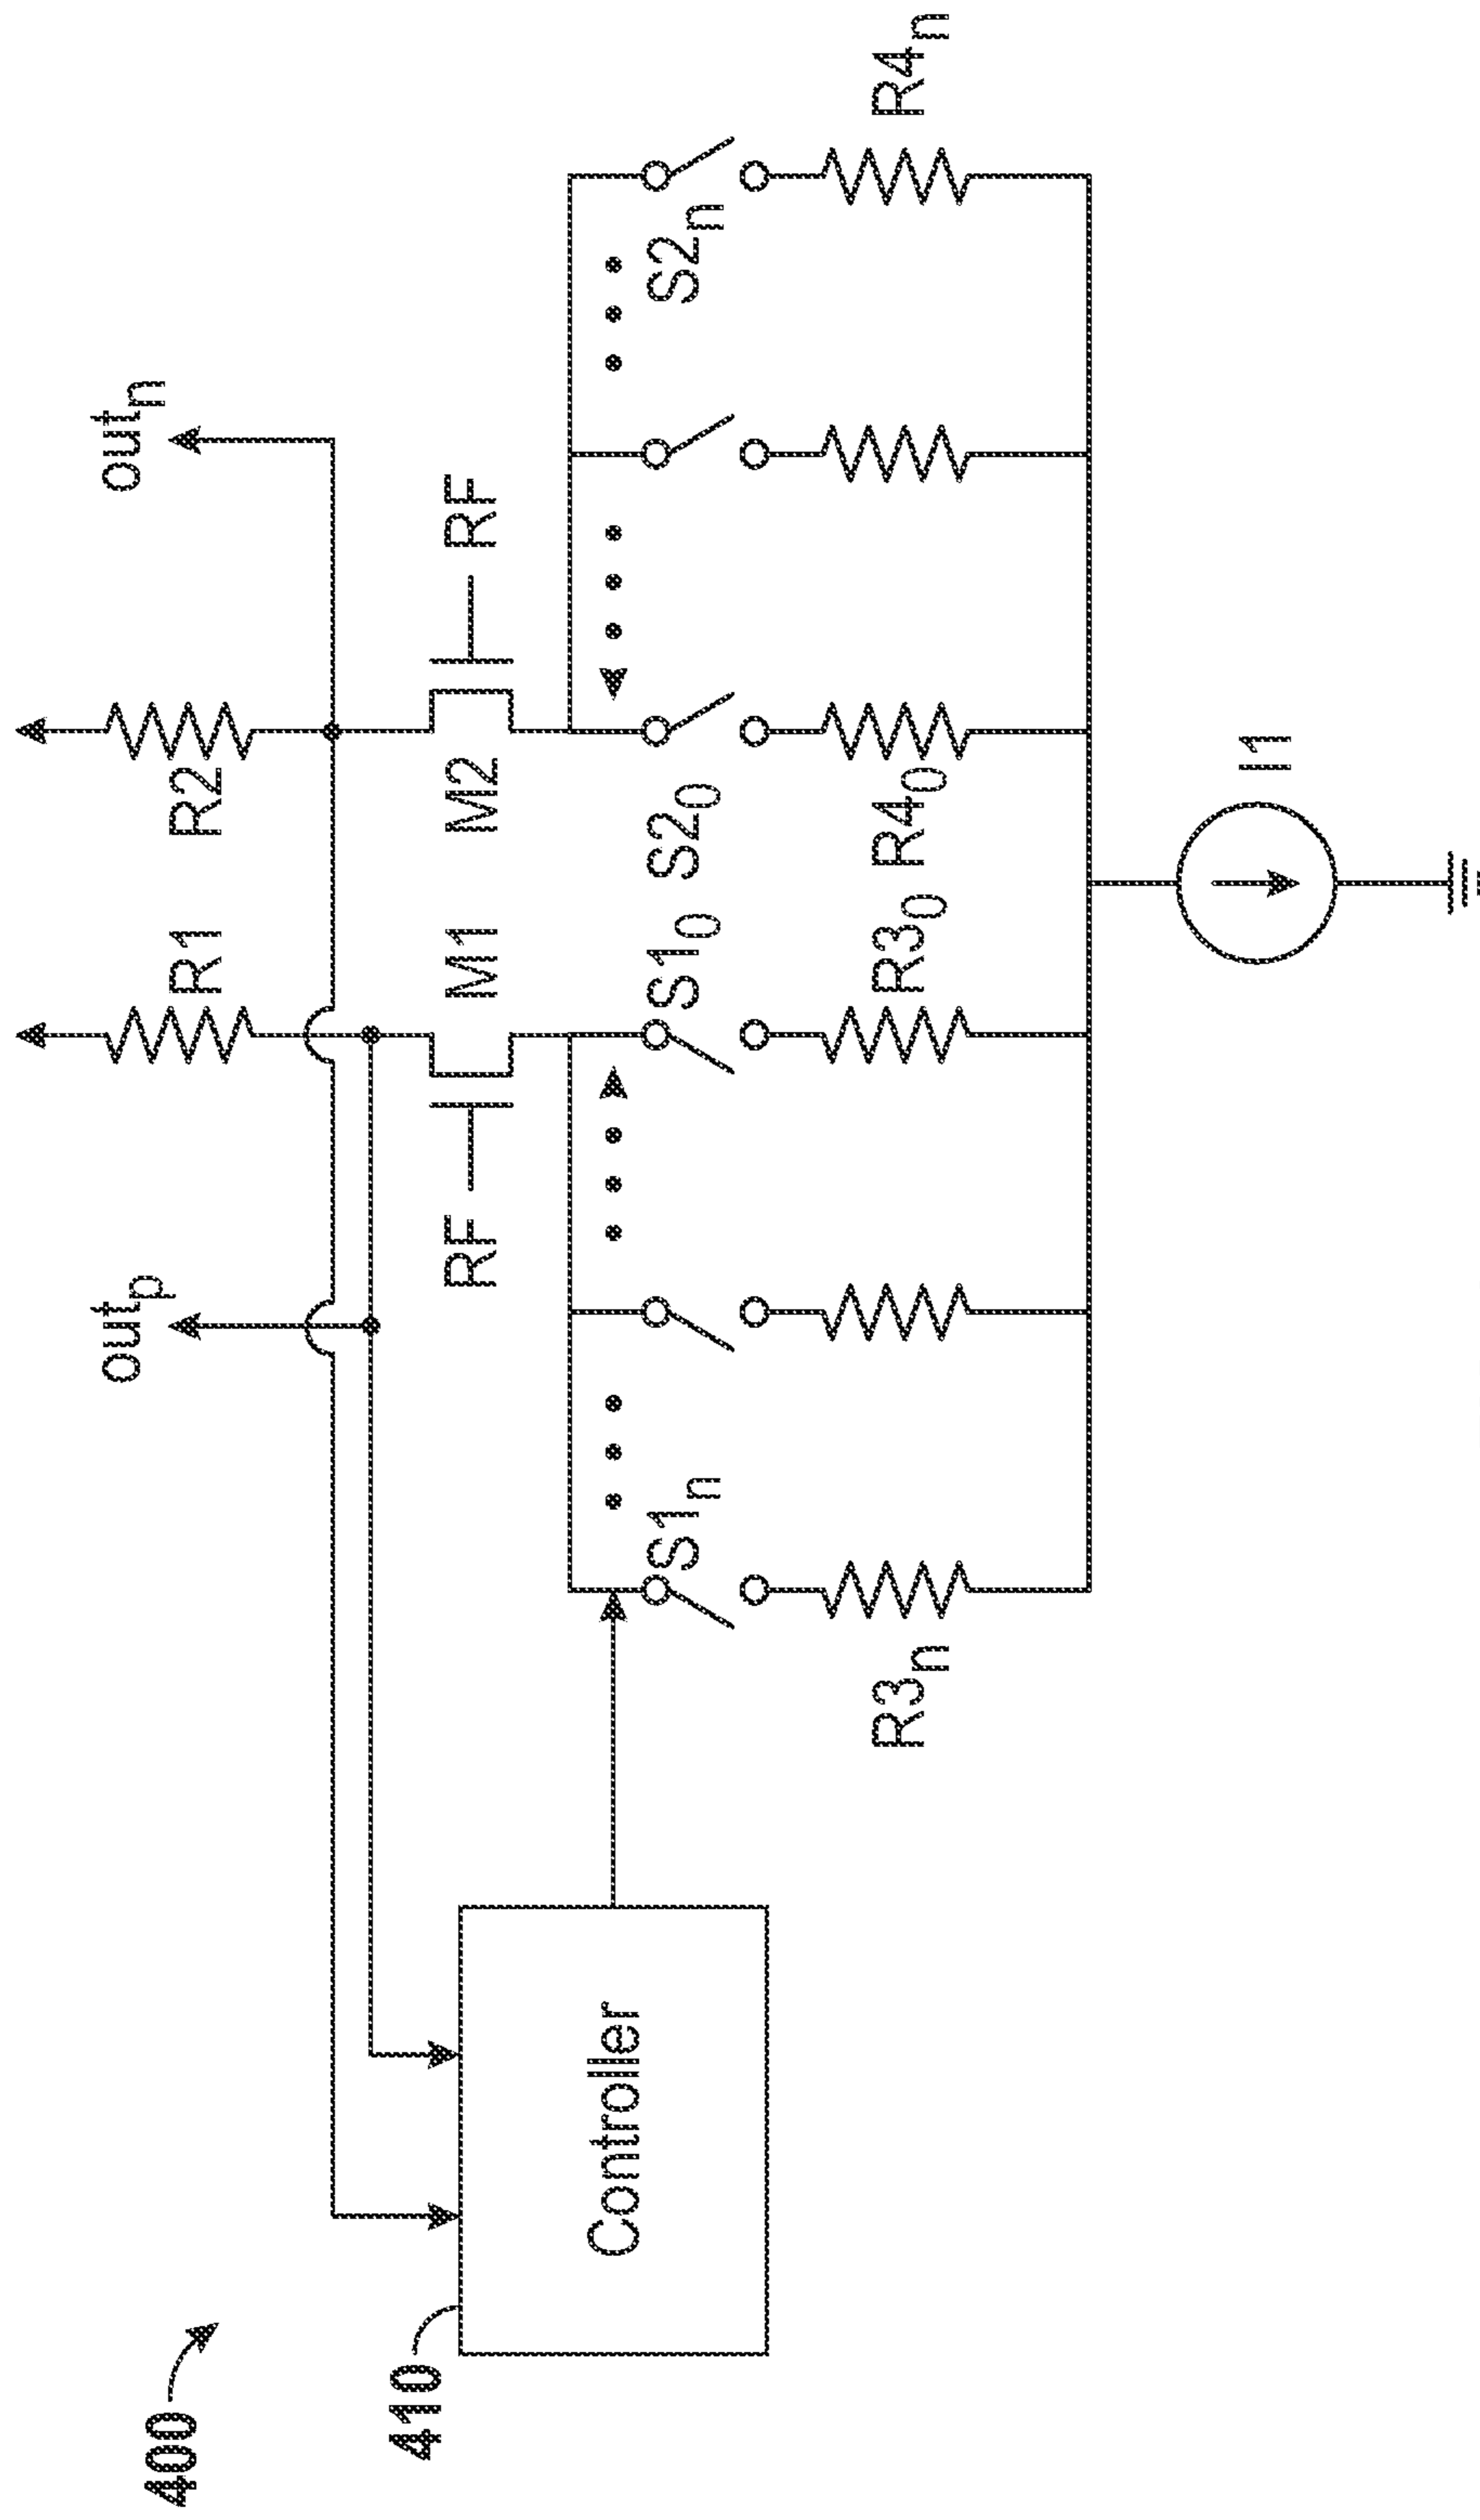 400
410
Controller
out_p
out_n
R1
R2
RF
M1
M2
RF
S1_n
S1_0
S2_0
S2_n
R3_n
R3_0
R4_0
R4_n
I1